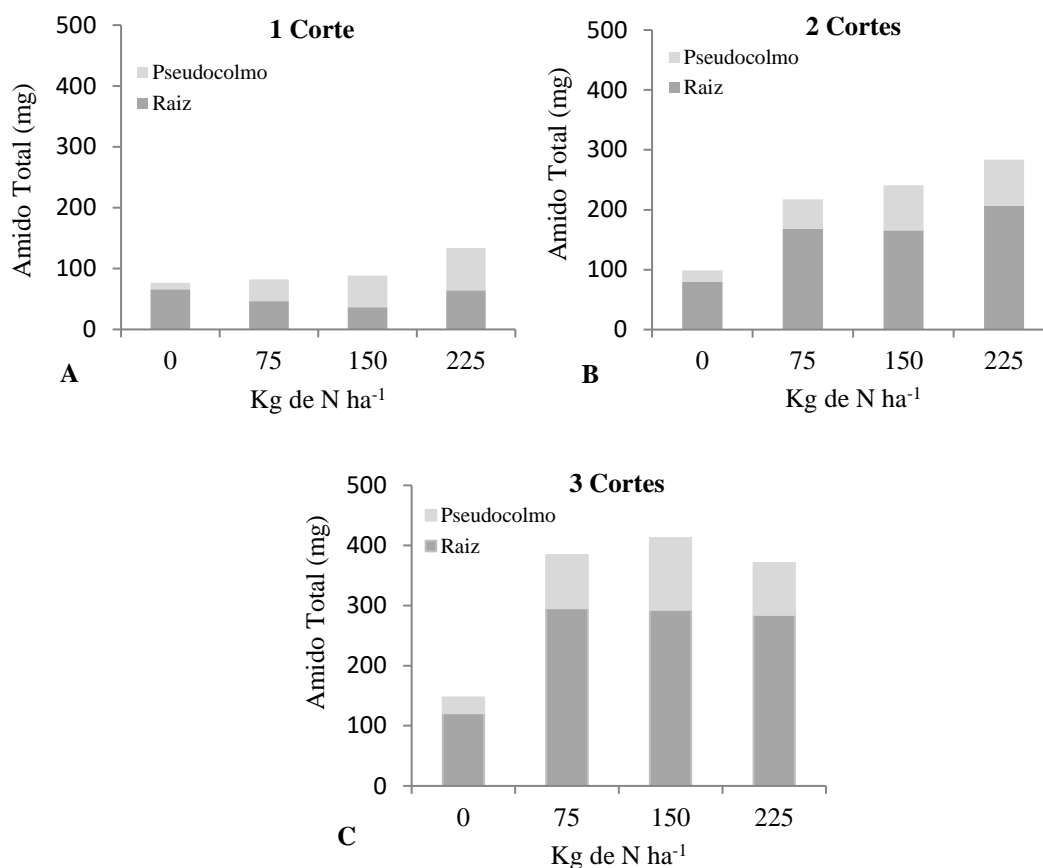 1 Corte
Pseudocolmo
Raiz
Amido Total (mg)
500
400
300
200
100
0
0 75 150 225
Kg de N ha⁻¹
A
2 Cortes
Pseudocolmo
Raiz
Amido Total (mg)
500
400
300
200
100
0
0 75 150 225
Kg de N ha⁻¹
B
3 Cortes
Pseudocolmo
Raiz
Amido Total (mg)
500
400
300
200
100
0
0 75 150 225
Kg de N ha⁻¹
C